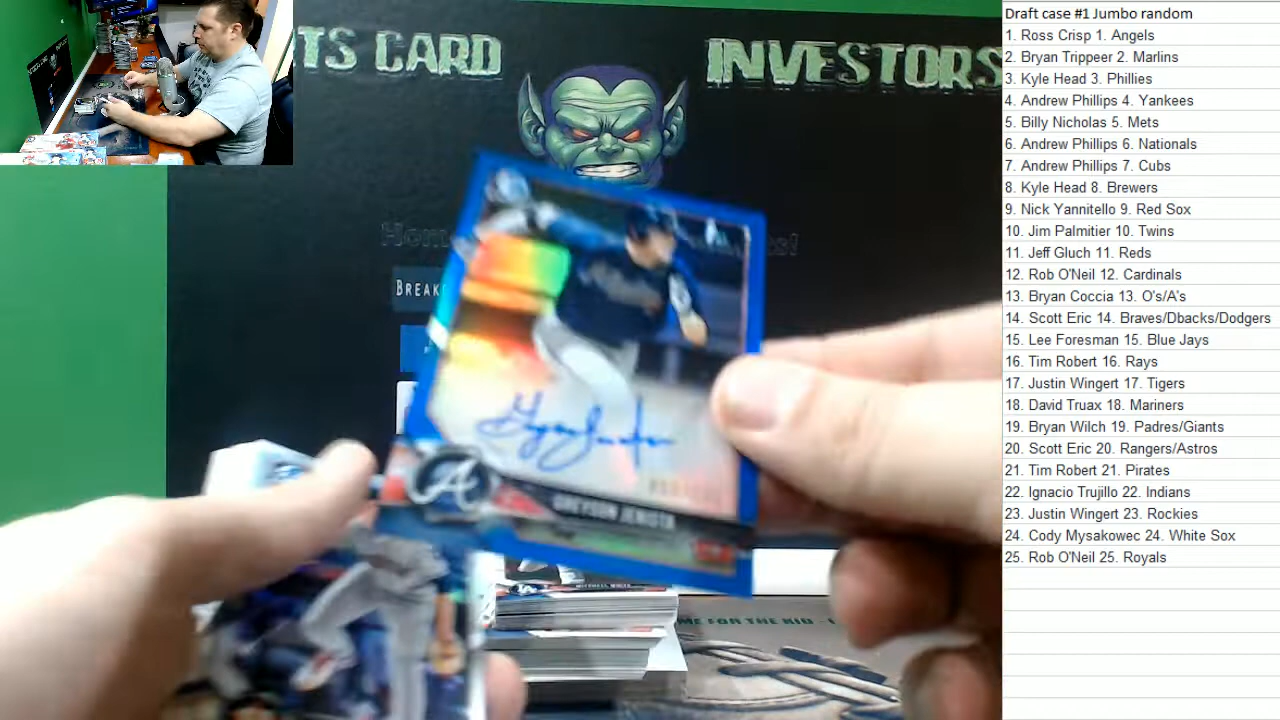 TS CARD INVESTORS
BREAK
A
GREYSON JENISTA
ME FOR THE KID
Draft case #1 Jumbo random
1. Ross Crisp 1. Angels
2. Bryan Trippeer 2. Marlins
3. Kyle Head 3. Phillies
4. Andrew Phillips 4. Yankees
5. Billy Nicholas 5. Mets
6. Andrew Phillips 6. Nationals
7. Andrew Phillips 7. Cubs
8. Kyle Head 8. Brewers
9. Nick Yannitello 9. Red Sox
10. Jim Palmitier 10. Twins
11. Jeff Gluch 11. Reds
12. Rob O'Neil 12. Cardinals
13. Bryan Coccia 13. O's/A's
14. Scott Eric 14. Braves/Dbacks/Dodgers
15. Lee Foresman 15. Blue Jays
16. Tim Robert 16. Rays
17. Justin Wingert 17. Tigers
18. David Truax 18. Mariners
19. Bryan Wilch 19. Padres/Giants
20. Scott Eric 20. Rangers/Astros
21. Tim Robert 21. Pirates
22. Ignacio Trujillo 22. Indians
23. Justin Wingert 23. Rockies
24. Cody Mysakowec 24. White Sox
25. Rob O'Neil 25. Royals